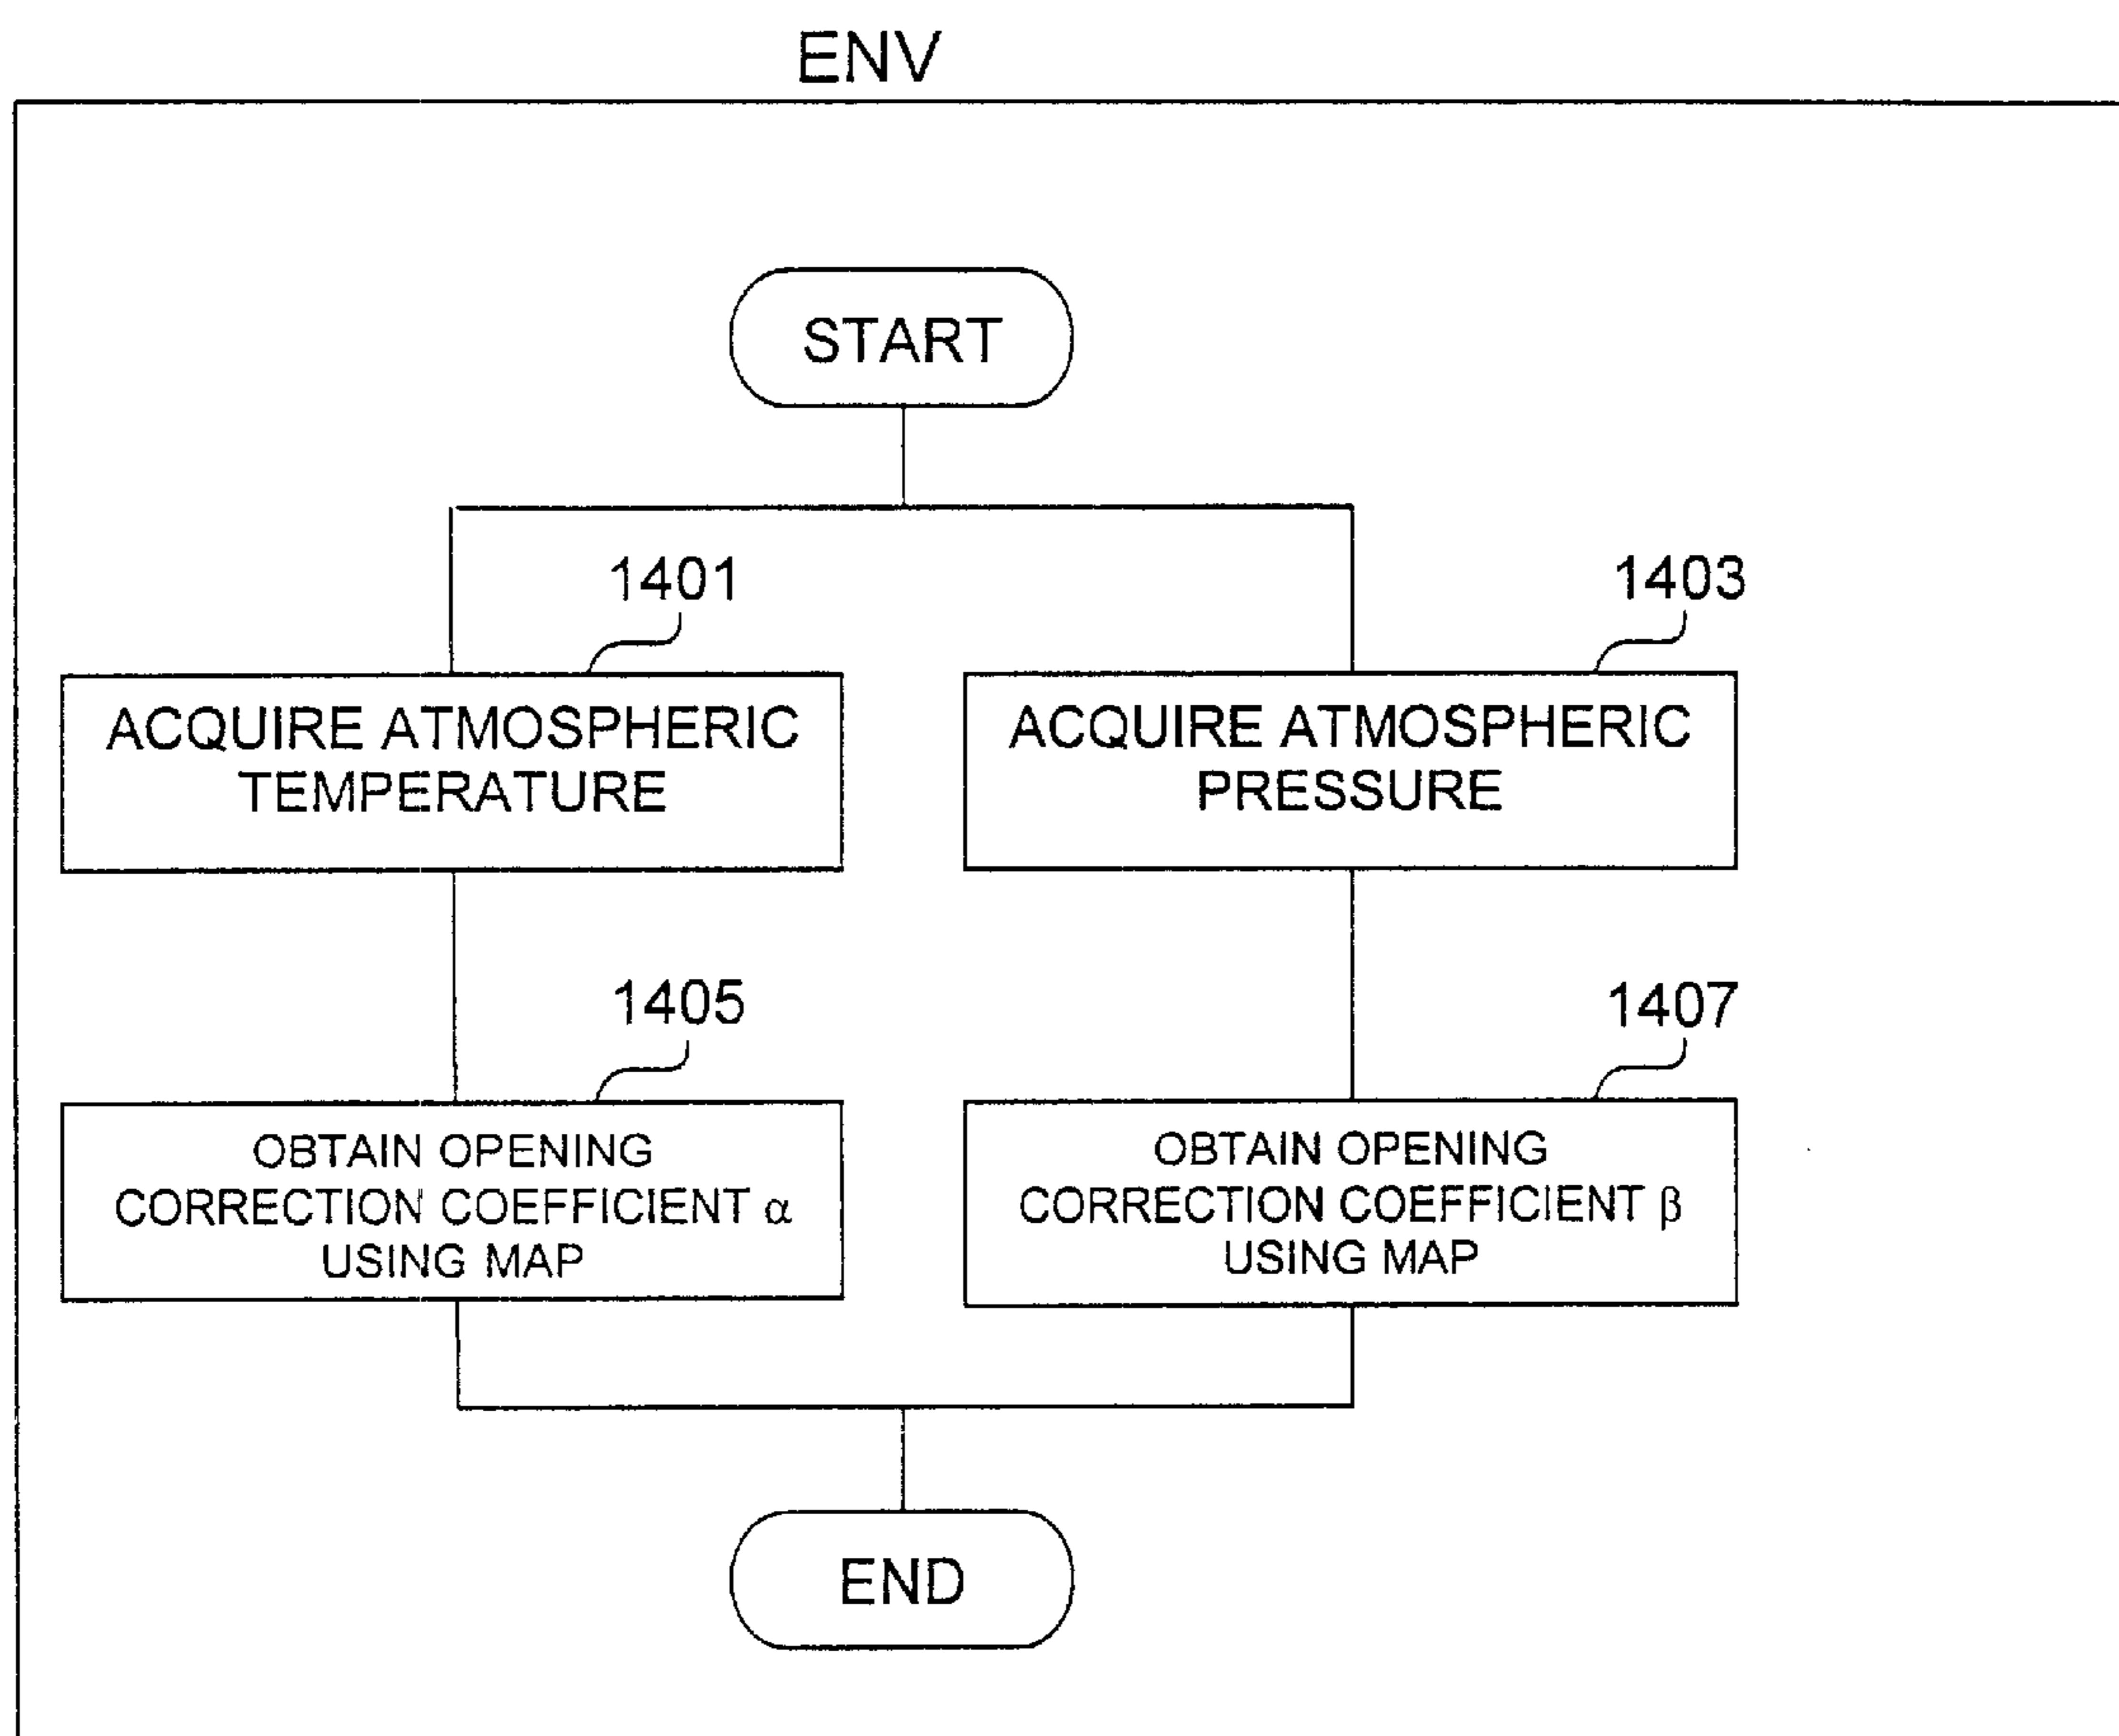 ENV
START
1401
ACQUIRE ATMOSPHERIC
TEMPERATURE
1403
ACQUIRE ATMOSPHERIC
PRESSURE
1405
OBTAIN OPENING
CORRECTION COEFFICIENT α
USING MAP
1407
OBTAIN OPENING
CORRECTION COEFFICIENT β
USING MAP
END